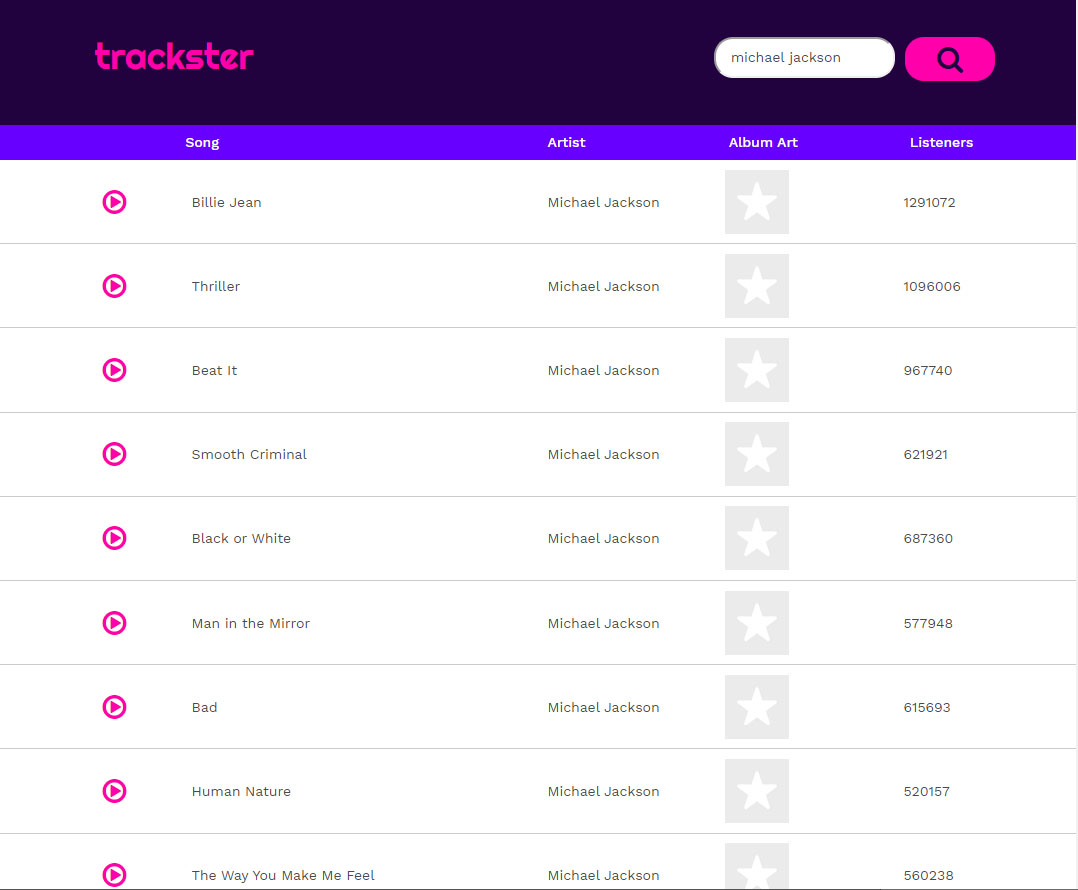 trackster
michael jackson
Song Artist Album Art Listeners
Billie Jean Michael Jackson 1291072
Thriller Michael Jackson 1096006
Beat It Michael Jackson 967740
Smooth Criminal Michael Jackson 621921
Black or White Michael Jackson 687360
Man in the Mirror Michael Jackson 577948
Bad Michael Jackson 615693
Human Nature Michael Jackson 520157
The Way You Make Me Feel Michael Jackson 560238